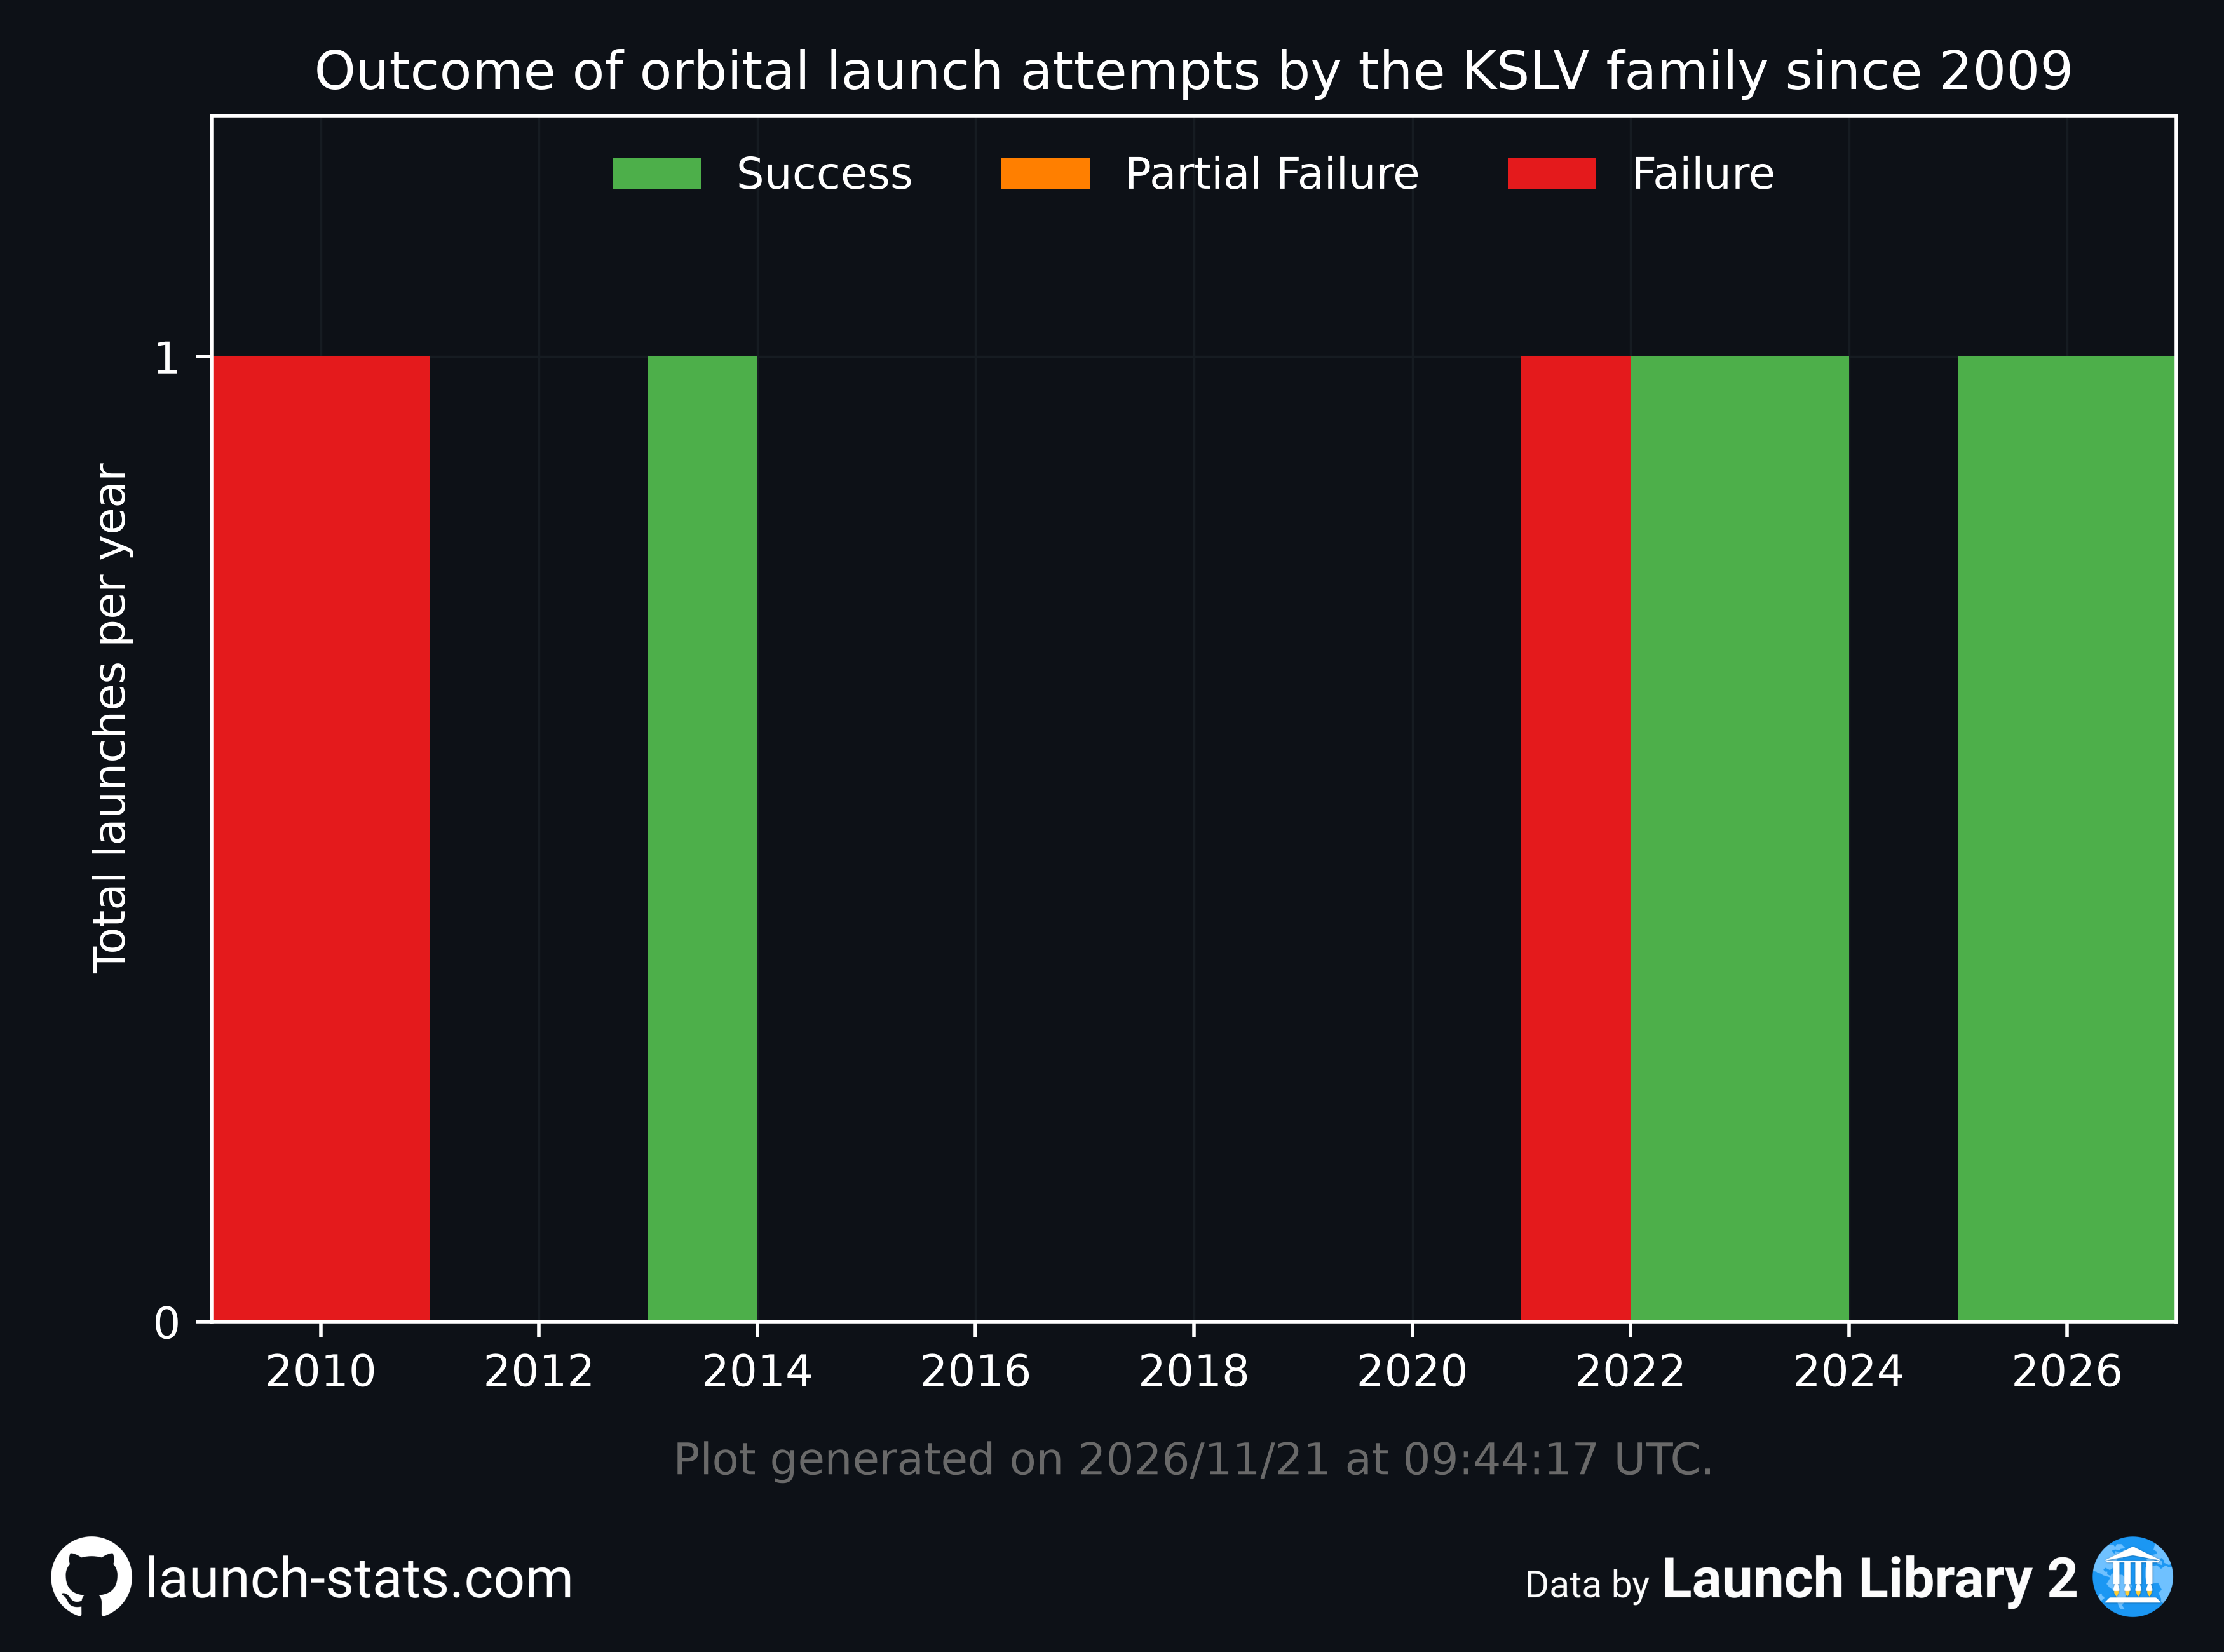 Outcome of orbital launch attempts by the KSLV family since 2009
Success Partial Failure Failure
Total launches per year
1
0
2010 2012 2014 2016 2018 2020 2022 2024 2026
Plot generated on 2026/11/21 at 09:44:17 UTC.
launch-stats.com
Data by Launch Library 2